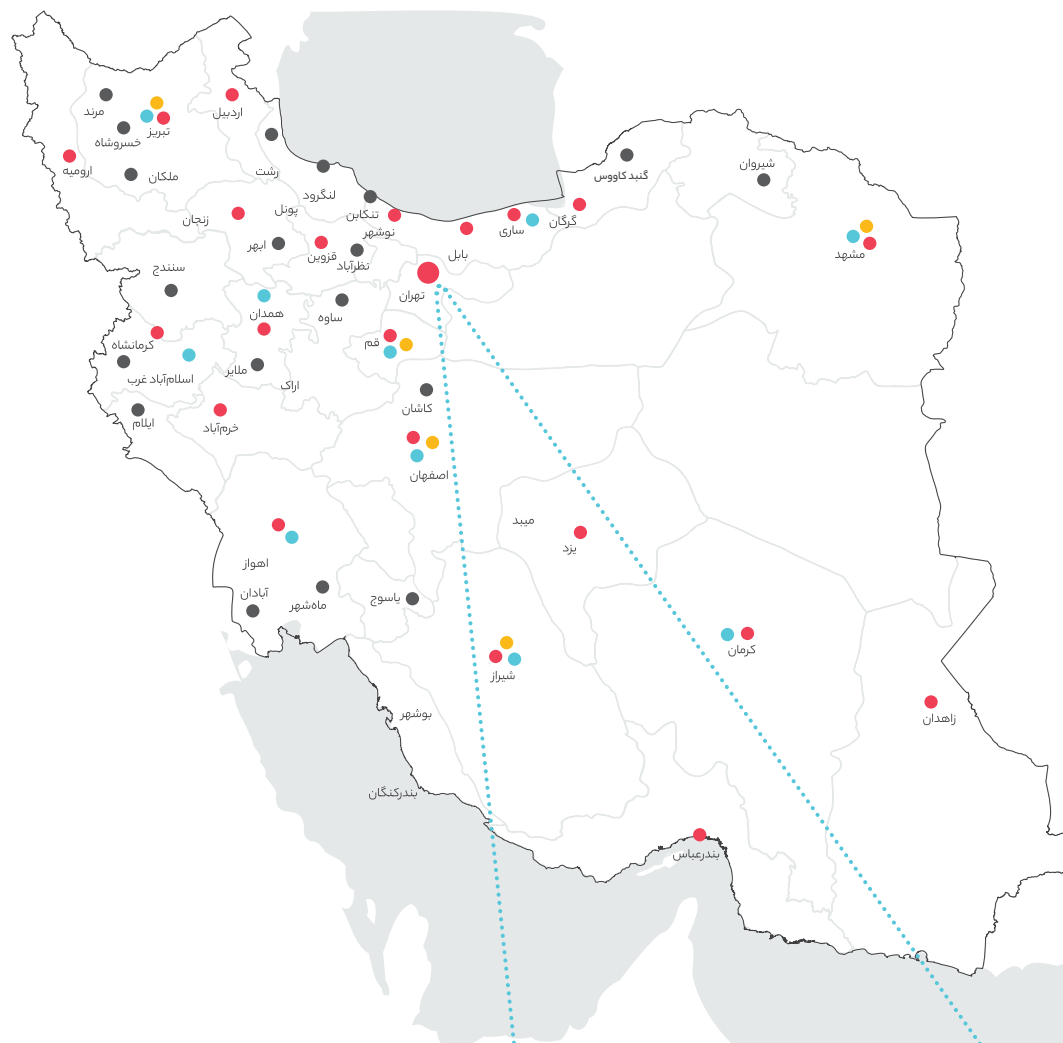 مرند
تبریز
اردبیل
خسروشاه
ارومیه
ملکان
رشت
لنگرود
گنبد کاووس
شیروان
زنجان
پونل
تنکابن
نوشهر
ساری
گرگان
مشهد
ابهر
قزوین
نظرآباد
بابل
سنندج
همدان
ساوه
تهران
کرمانشاه
قم
اسلام‌آباد غرب
ملایر
اراک
کاشان
ایلام
خرم‌آباد
اصفهان
میبد
یزد
اهواز
آبادان
ماه‌شهر
یاسوج
شیراز
کرمان
بوشهر
زاهدان
بندرکنگان
بندرعباس